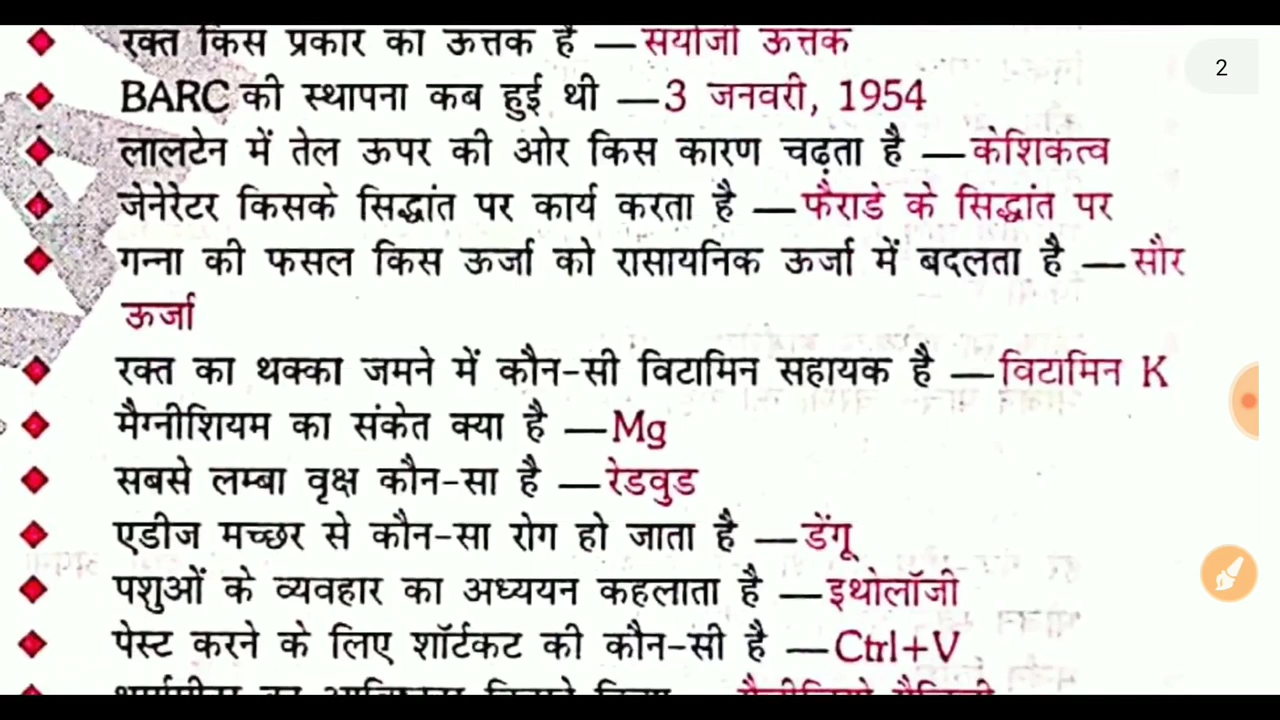 रक्त किस प्रकार का ऊत्तक है —सयोजी ऊत्तक
2
BARC की स्थापना कब हुई थी —3 जनवरी, 1954
लालटेन में तेल ऊपर की ओर किस कारण चढ़ता है —केशिकत्व
जेनेरेटर किसके सिद्धांत पर कार्य करता है —फैराडे के सिद्धांत पर
गन्ना की फसल किस ऊर्जा को रासायनिक ऊर्जा में बदलता है —सौर
ऊर्जा
रक्त का थक्का जमने में कौन-सी विटामिन सहायक है —विटामिन K
मैग्नीशियम का संकेत क्या है —Mg
सबसे लम्बा वृक्ष कौन-सा है —रेडवुड
एडीज मच्छर से कौन-सा रोग हो जाता है —डेंगू
पशुओं के व्यवहार का अध्ययन कहलाता है —इथोलॉजी
पेस्ट करने के लिए शॉर्टकट की कौन-सी है —Ctrl+V